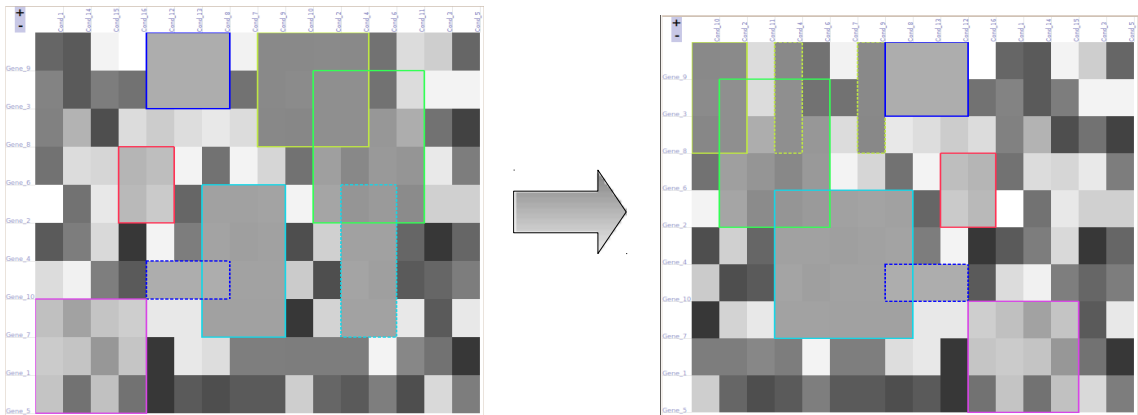 +
-
Cond_1
Cond_14
Cond_15
Cond_16
Cond_12
Cond_13
Cond_8
Cond_7
Cond_9
Cond_10
Cond_2
Cond_4
Cond_6
Cond_11
Cond_3
Cond_5
Gene_9
Gene_3
Gene_8
Gene_6
Gene_2
Gene_4
Gene_10
Gene_7
Gene_1
Gene_5
+
-
Cond_10
Cond_2
Cond_11
Cond_4
Cond_6
Cond_7
Cond_9
Cond_8
Cond_13
Cond_12
Cond_16
Cond_1
Cond_14
Cond_15
Cond_3
Cond_5
Gene_9
Gene_3
Gene_8
Gene_6
Gene_2
Gene_4
Gene_10
Gene_7
Gene_1
Gene_5